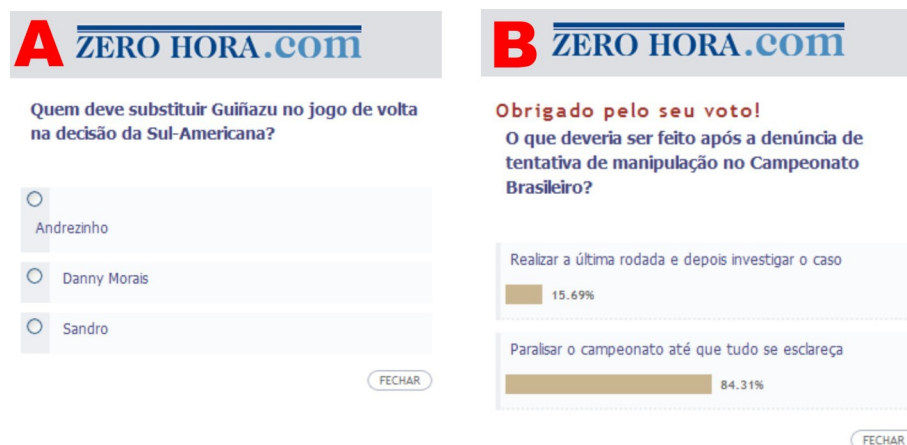 A ZERO HORA.com
Quem deve substituir Guiñazu no jogo de volta
na decisão da Sul-Americana?
Andrezinho
Danny Morais
Sandro
FECHAR
B ZERO HORA.com
Obrigado pelo seu voto!
O que deveria ser feito após a denúncia de
tentativa de manipulação no Campeonato
Brasileiro?
Realizar a última rodada e depois investigar o caso
15.69%
Paralisar o campeonato até que tudo se esclareça
84.31%
FECHAR